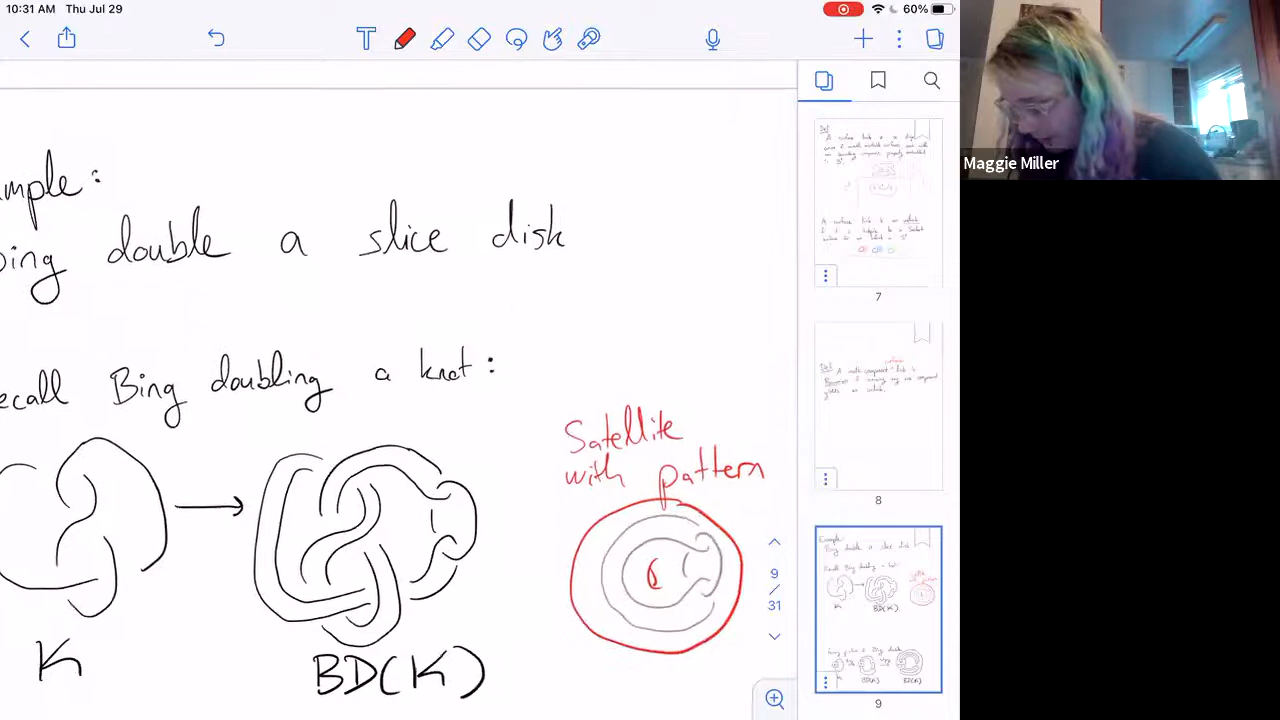 10:31 AM Thu Jul 29
60%
Maggie Miller
mple:
Bing double a slice disk
ecall Bing doubling a knot:
Satellite
with pattern
K
BD(K)
7
8
9
/
31
9